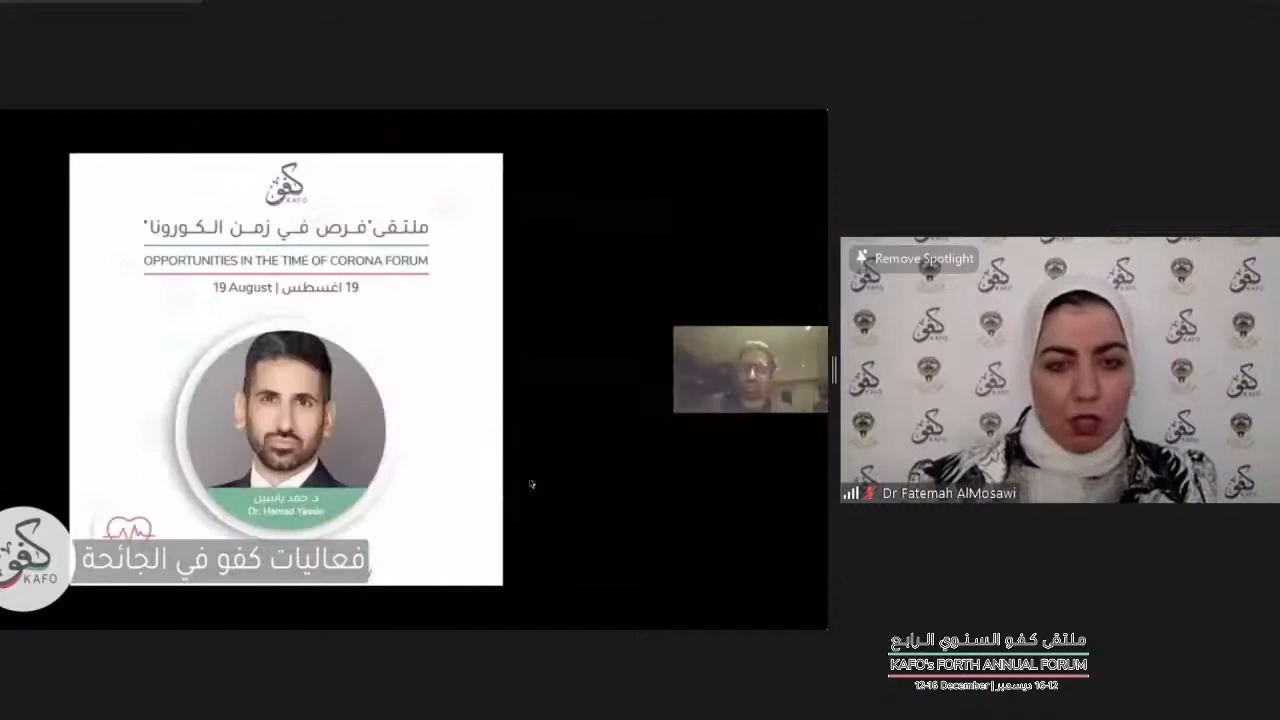 كفو
KAFO
ملتقى "فرص في زمن الكورونا"
OPPORTUNITIES IN THE TIME OF CORONA FORUM
19 August | 19 اغسطس
د. حمد ياسين
Dr. Hamad Yasin
فعاليات كفو في الجائحة
كفو
KAFO
Remove Spotlight
Dr Fatemah AlMosawi
ملتقى كفو السنوي الرابع
KAFO's FORTH ANNUAL FORUM
12-16 December | ديسمبر 12-16